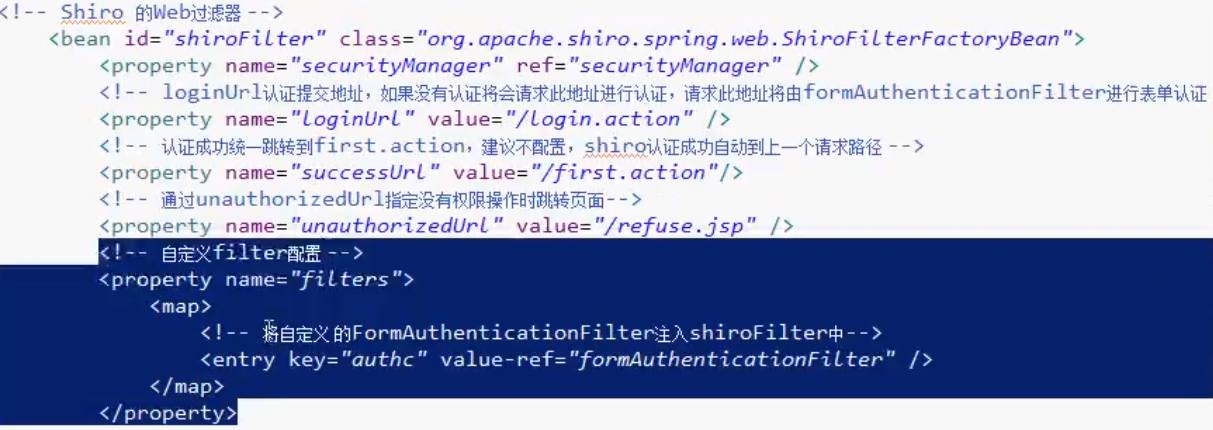 <!-- Shiro 的Web过滤器 -->
<bean id="shiroFilter" class="org.apache.shiro.spring.web.ShiroFilterFactoryBean">
<property name="securityManager" ref="securityManager" />
<!-- loginUrl认证提交地址，如果没有认证将会请求此地址进行认证，请求此地址将由formAuthenticationFilter进行表单认证
<property name="loginUrl" value="/login.action" />
<!-- 认证成功统一跳转到first.action，建议不配置，shiro认证成功自动到上一个请求路径 -->
<property name="successUrl" value="/first.action"/>
<!-- 通过unauthorizedUrl指定没有权限操作时跳转页面-->
<property name="unauthorizedUrl" value="/refuse.jsp" />
<!-- 自定义filter配置 -->
<property name="filters">
<map>
<!-- 将自定义 的FormAuthenticationFilter注入shiroFilter中-->
<entry key="authc" value-ref="formAuthenticationFilter" />
</map>
</property>